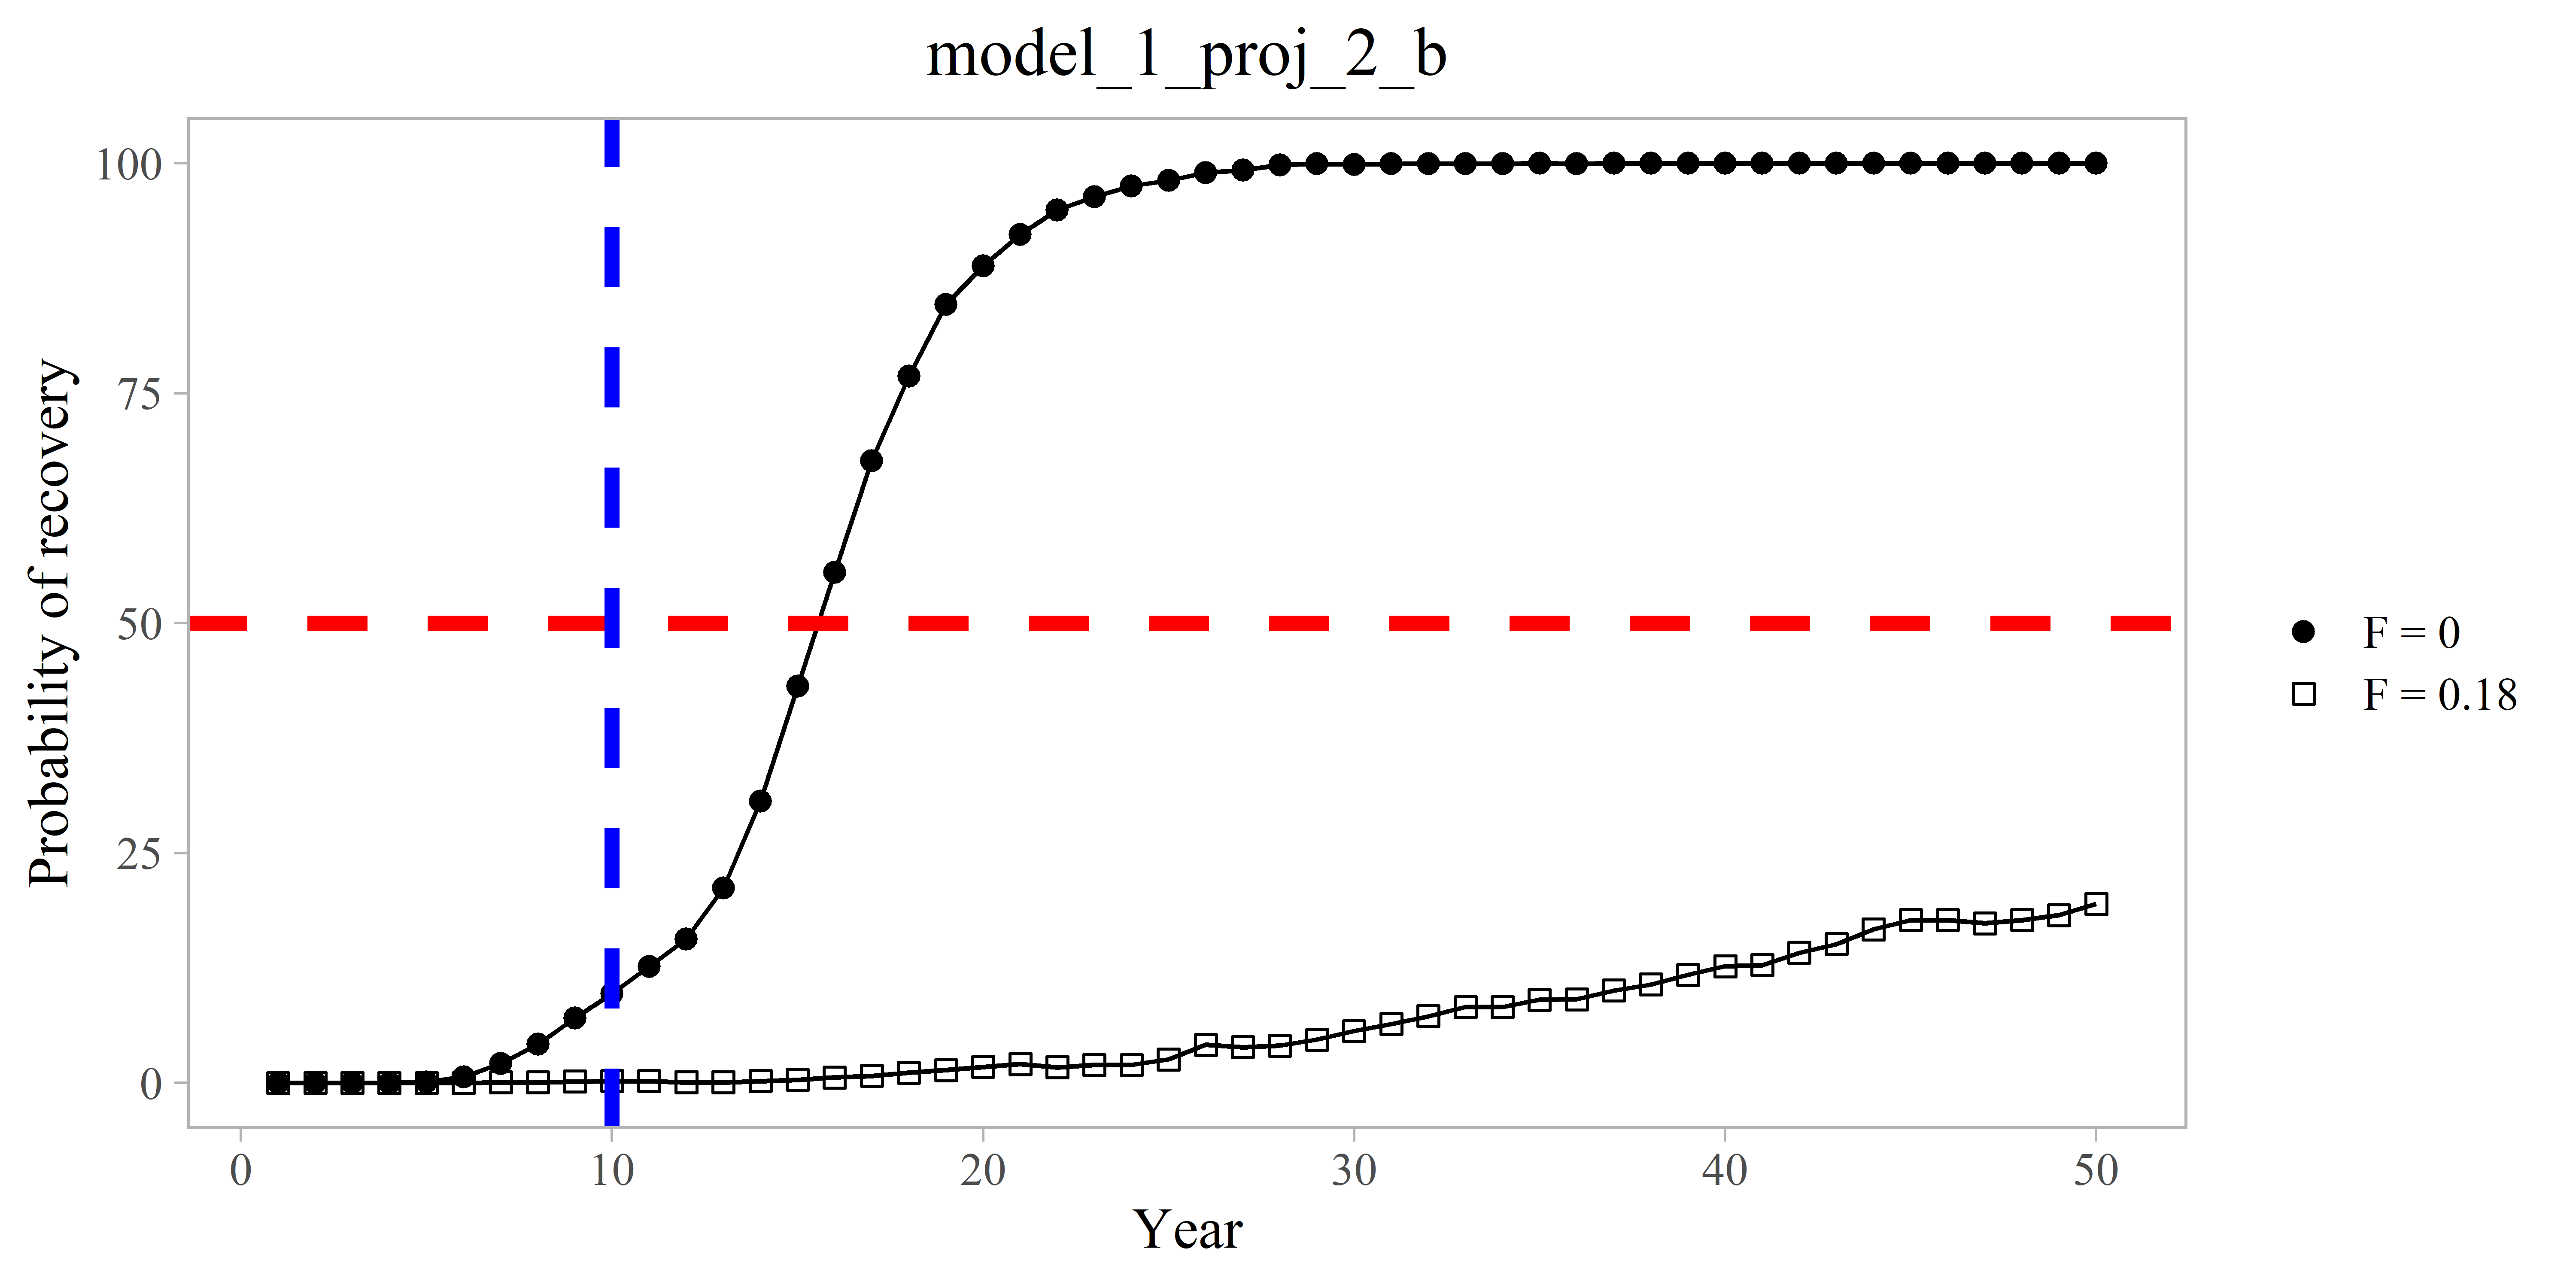 model_1_proj_2_b
Probability of recovery
100
75
50
25
0
0 10 20 30 40 50
Year
F = 0
F = 0.18